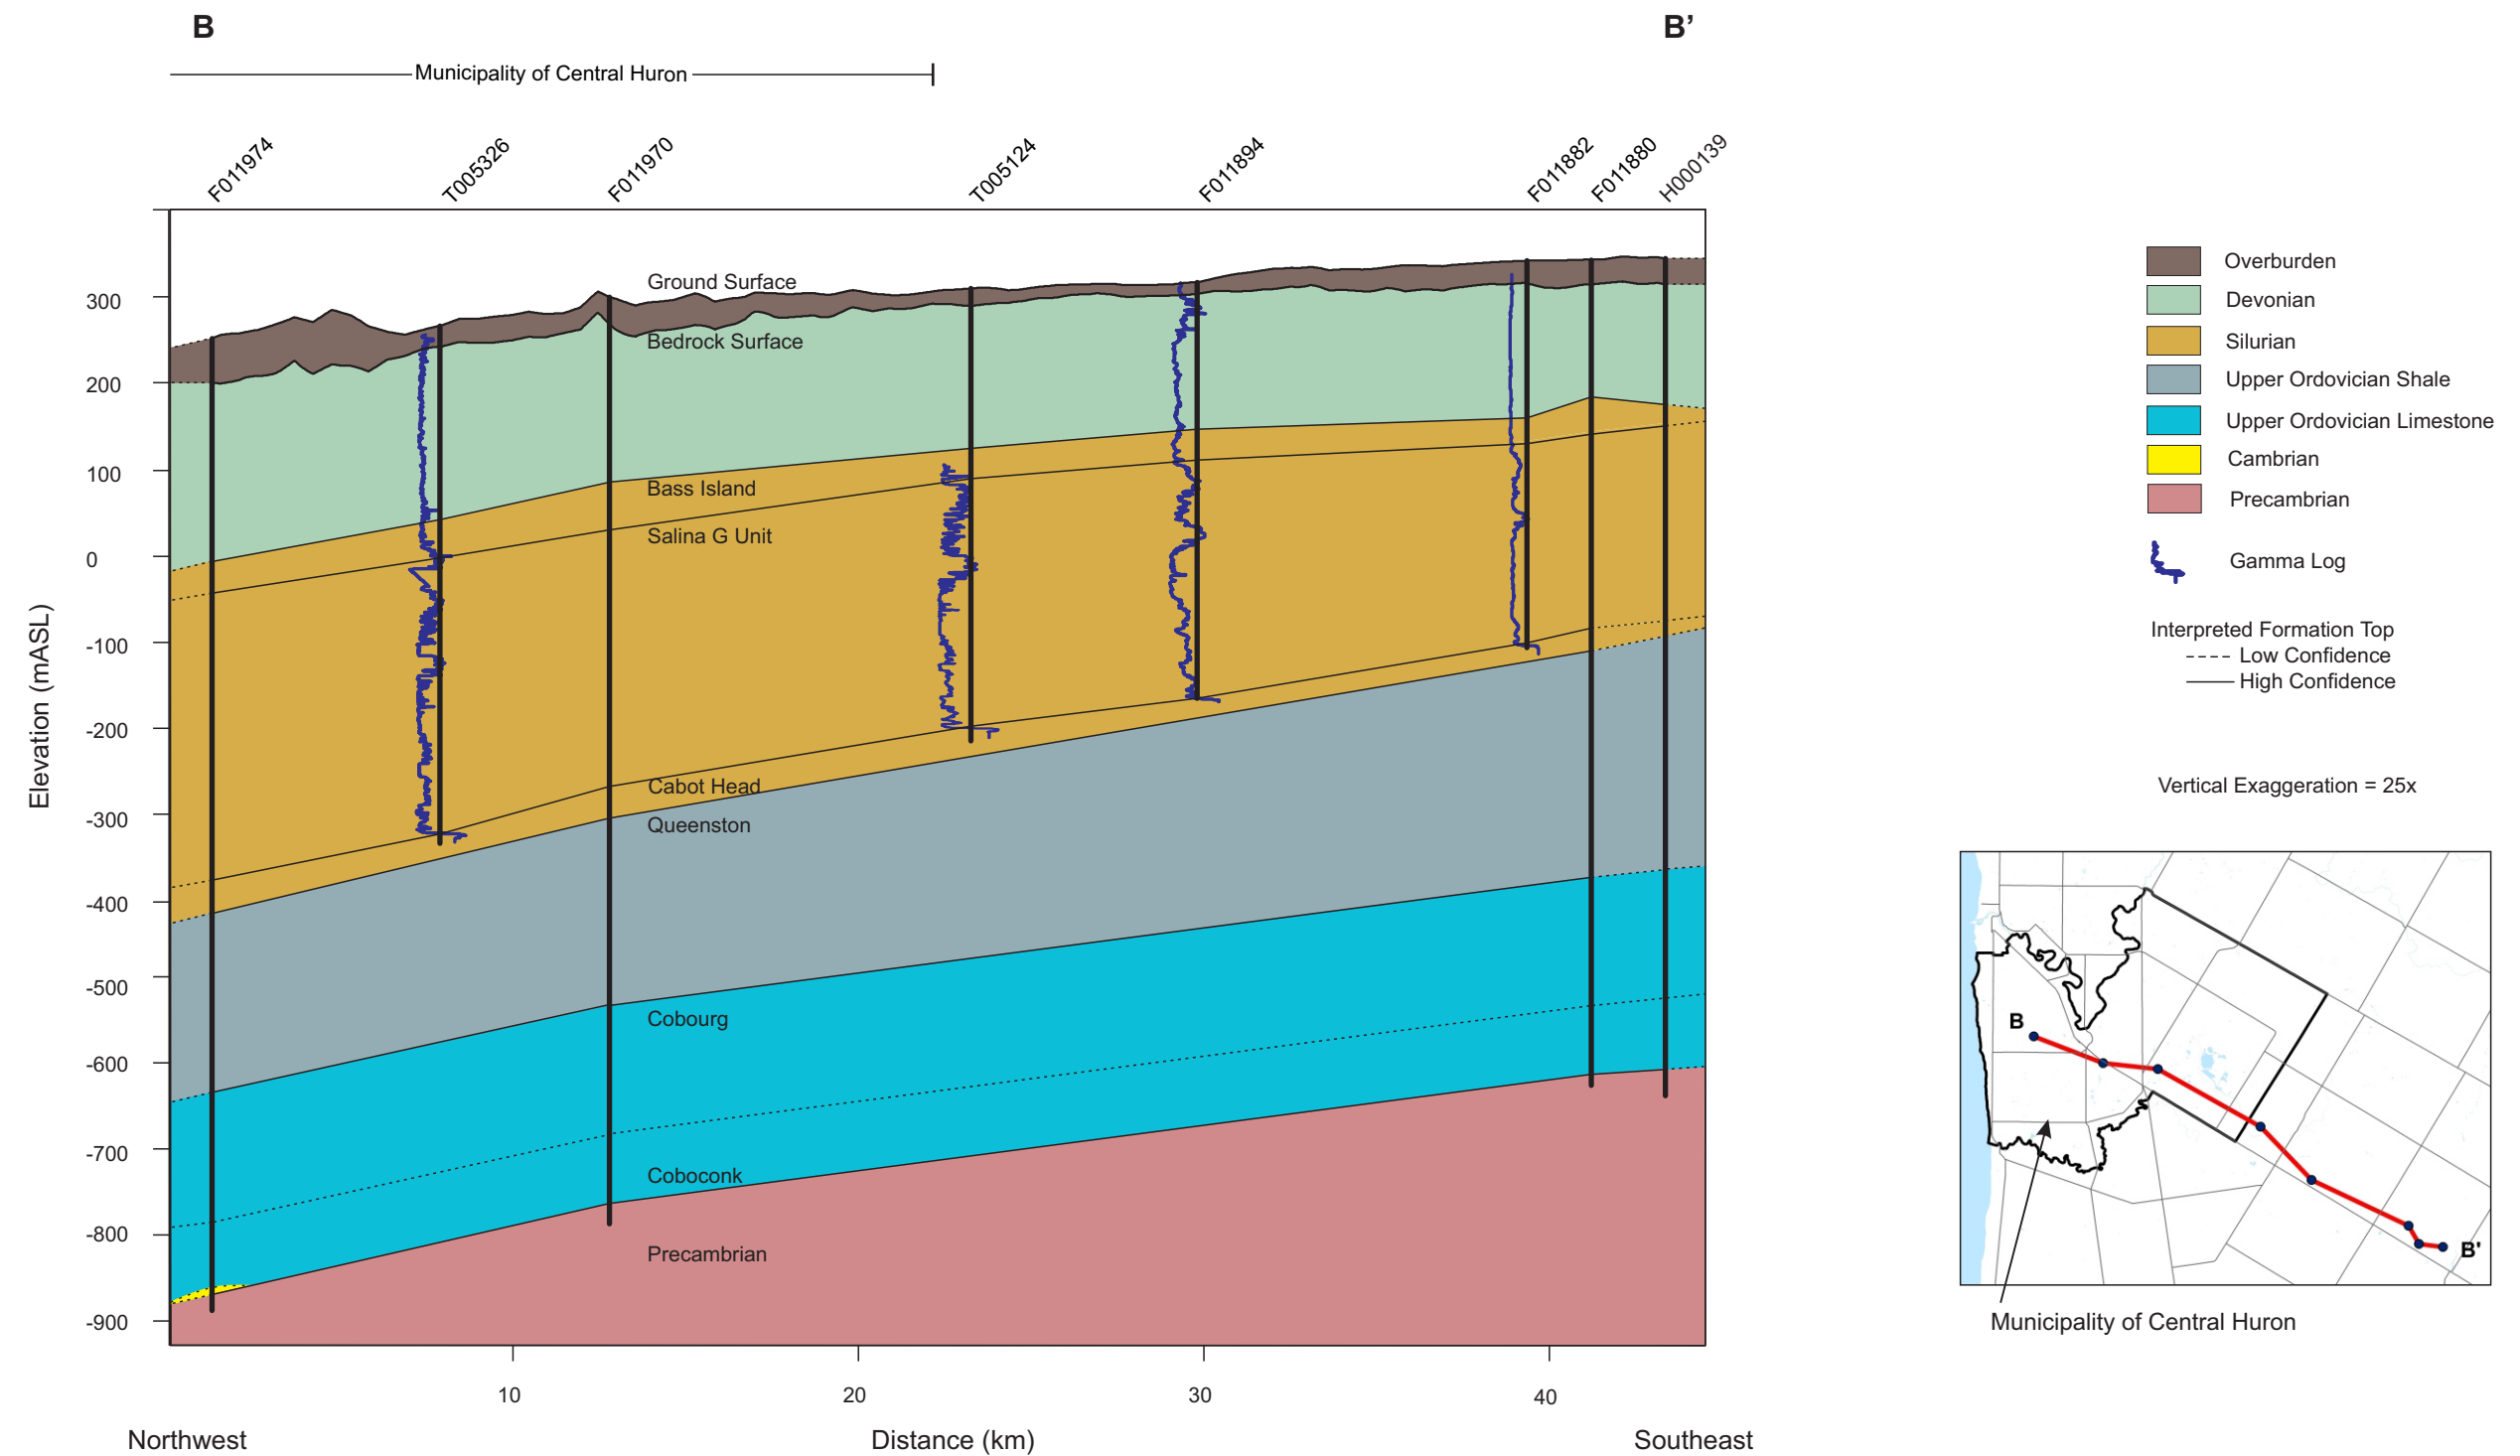 B
B’
Municipality of Central Huron
F011974
T005326
F011970
T005124
F011894
F011882
F011880
H000139
Ground Surface
Bedrock Surface
Bass Island
Salina G Unit
Cabot Head
Queenston
Cobourg
Coboconk
Precambrian
Elevation (mASL)
300
200
100
0
-100
-200
-300
-400
-500
-600
-700
-800
-900
10
20
30
40
Northwest
Distance (km)
Southeast
Overburden
Devonian
Silurian
Upper Ordovician Shale
Upper Ordovician Limestone
Cambrian
Precambrian
Gamma Log
Interpreted Formation Top
Low Confidence
High Confidence
Vertical Exaggeration = 25x
B
B'
Municipality of Central Huron